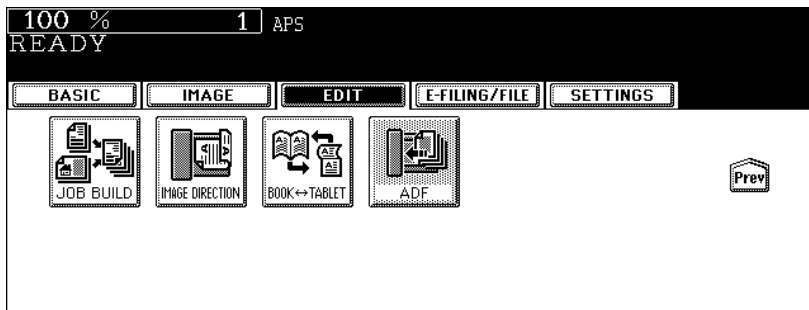 100 % 1 APS
READY
BASIC IMAGE EDIT E-FILING/FILE SETTINGS
JOB BUILD IMAGE DIRECTION BOOK↔TABLET ADF
Prev